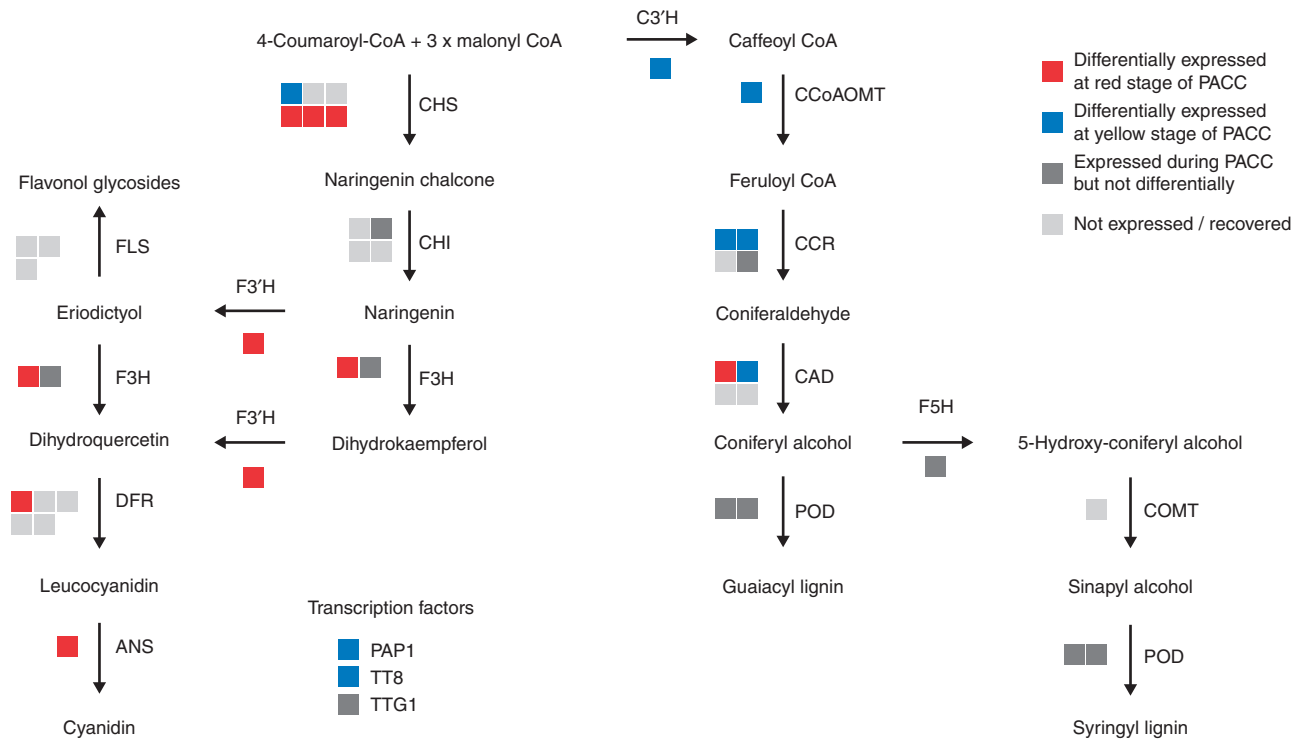 C3′H
4-Coumaroyl-CoA + 3 x malonyl CoA
Caffeoyl CoA
CHS
CCoAOMT
Differentially expressed
at red stage of PACC
Differentially expressed
at yellow stage of PACC
Expressed during PACC
but not differentially
Not expressed / recovered
Flavonol glycosides
Naringenin chalcone
Feruloyl CoA
FLS
CHI
CCR
F3′H
Eriodictyol
Naringenin
Coniferaldehyde
F3H
F3H
CAD
F3′H
F5H
Dihydroquercetin
Dihydrokaempferol
Coniferyl alcohol
5-Hydroxy-coniferyl alcohol
DFR
POD
COMT
Leucocyanidin
Guaiacyl lignin
Sinapyl alcohol
Transcription factors
ANS
PAP1
TT8
TTG1
POD
Cyanidin
Syringyl lignin